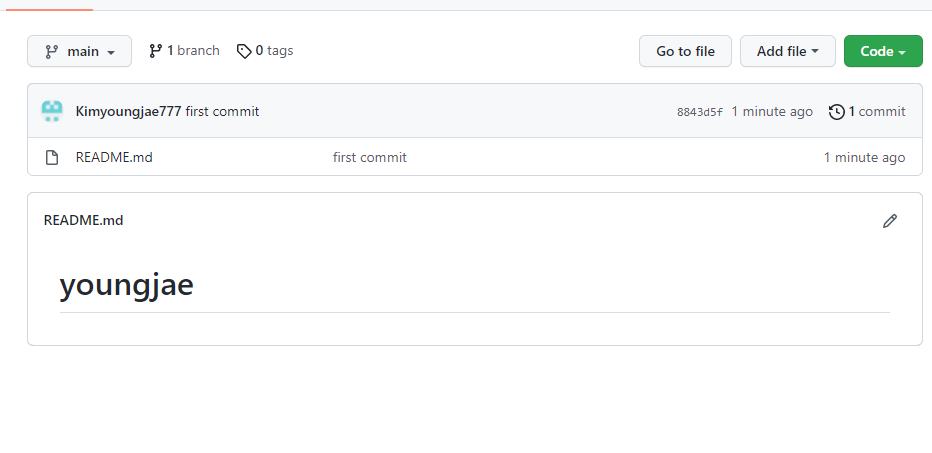 main 1 branch 0 tags Go to file Add file Code
Kimyoungjae777 first commit 8843d5f 1 minute ago 1 commit
README.md first commit 1 minute ago
README.md
youngjae